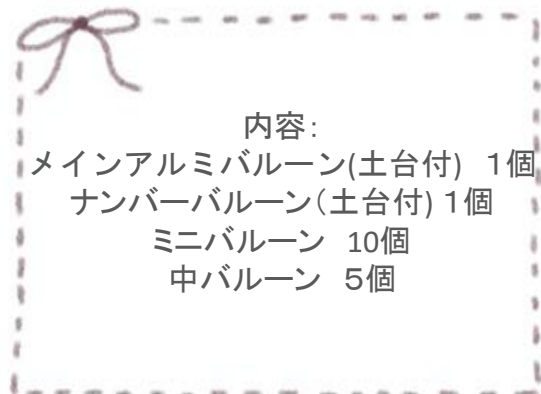 内容：
メインアルミバルーン(土台付)　1個
ナンバーバルーン（土台付) 1個
ミニバルーン　10個
中バルーン　5個